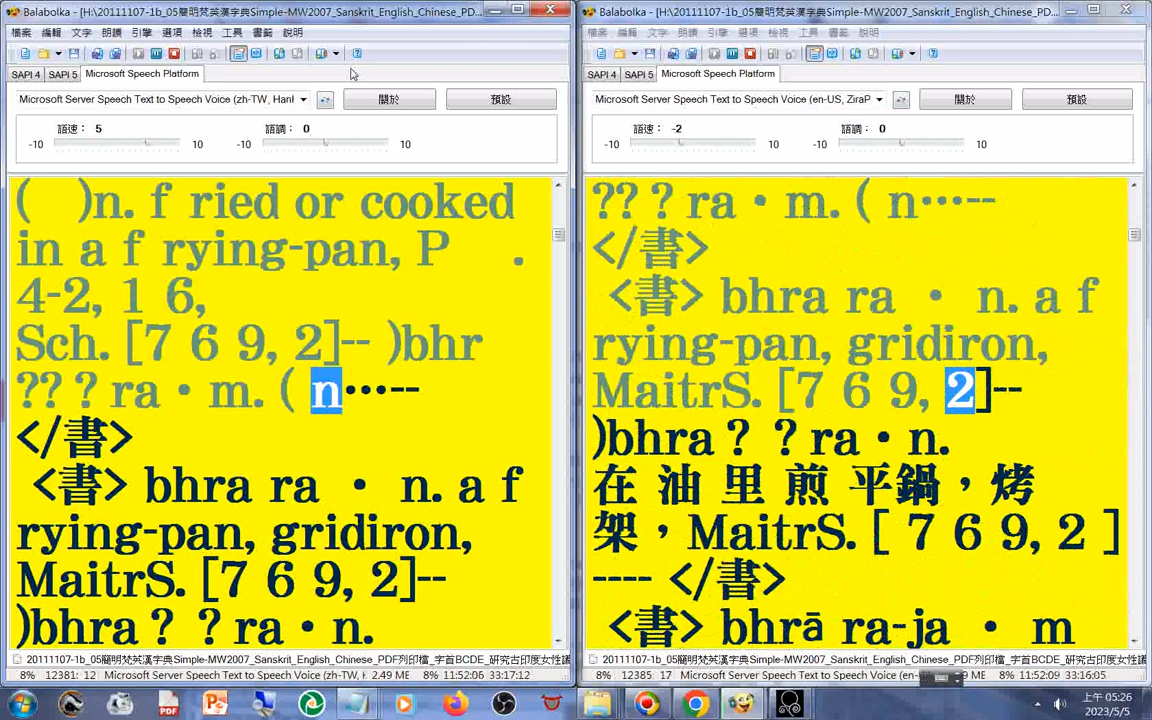 Balabolka - [H:\20111107-1b_05簡明梵英漢字典Simple-MW2007_Sanskrit_English_Chinese_PD...
檔案 編輯 文字 朗讀 引擎 選項 檢視 工具 書籤 說明
SAPI 4 SAPI 5 Microsoft Speech Platform
Microsoft Server Speech Text to Speech Voice (zh-TW, HanH
關於 預設
語速： 5 語調： 0
-10 10 -10 10
( )n. f ried or cooked
in a f rying-pan, P .
4-2, 1 6,
Sch. [7 6 9, 2]-- )bhr
?? ? ra • m. ( n…--
</書>
<書> bhra ra • n. a f
rying-pan, gridiron,
MaitrS. [7 6 9, 2]--
)bhra ? ? ra • n.
20111107-1b_05簡明梵英漢字典Simple-MW2007_Sanskrit_English_Chinese_PDF列印檔_字首BCDE_研究古印度女性議
8% 12381: 12 Microsoft Server Speech Text to Speech Voice (zh-TW, H 2.49 ME 8% 11:52:06 33:17:12
Balabolka - [H:\20111107-1b_05簡明梵英漢字典Simple-MW2007_Sanskrit_English_Chinese_PD...
檔案 編輯 文字 朗讀 引擎 選項 檢視 工具 書籤 說明
SAPI 4 SAPI 5 Microsoft Speech Platform
Microsoft Server Speech Text to Speech Voice (en-US, ZiraP
關於 預設
語速： -2 語調： 0
-10 10 -10 10
?? ? ra • m. ( n…--
</書>
<書> bhra ra • n. a f
rying-pan, gridiron,
MaitrS. [7 6 9, 2]--
)bhra ? ? ra • n.
在 油 里 煎 平鍋，烤
架，MaitrS. [ 7 6 9, 2 ]
---- </書>
<書> bhrā ra-ja • m
20111107-1b_05簡明梵英漢字典Simple-MW2007_Sanskrit_English_Chinese_PDF列印檔_字首BCDE_研究古印度女性議
8% 12385: 17 Microsoft Server Speech Text to Speech Voice (en-U 9 ME 8% 11:52:09 33:16:05
PDF
上午 05:26
2023/5/5